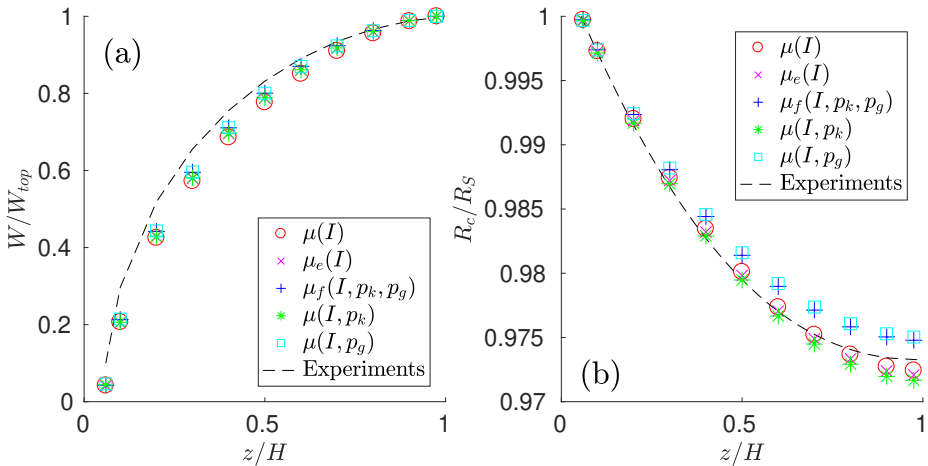 1
0.8
0.6
0.4
0.2
0
0
0.5
1
W/W_{top}
z/H
(a)
μ(I)
μ_e(I)
μ_f(I, p_k, p_g)
μ(I, p_k)
μ(I, p_g)
Experiments
1
0.995
0.99
0.985
0.98
0.975
0.97
0
0.5
1
R_c/R_S
z/H
(b)
μ(I)
μ_e(I)
μ_f(I, p_k, p_g)
μ(I, p_k)
μ(I, p_g)
Experiments